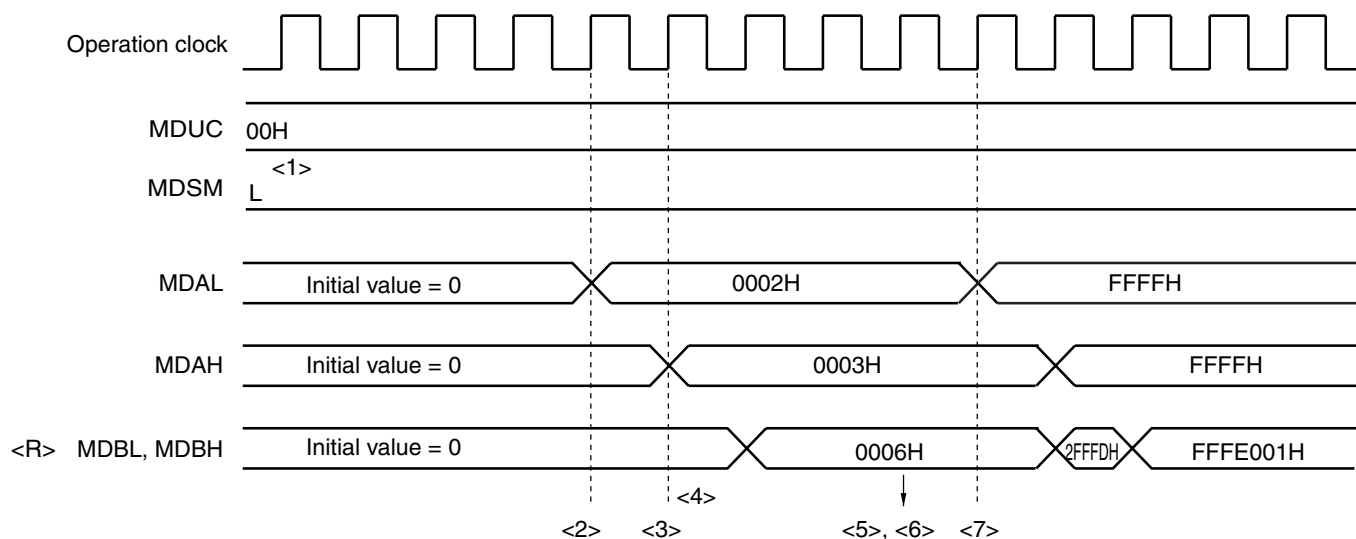 Operation clock
MDUC 00H
<1>
MDSM L
MDAL Initial value = 0 0002H FFFFH
MDAH Initial value = 0 0003H FFFFH
<R> MDBL, MDBH Initial value = 0 0006H 2FFFDH FFFE001H
<4>
<2> <3> <5>, <6> <7>